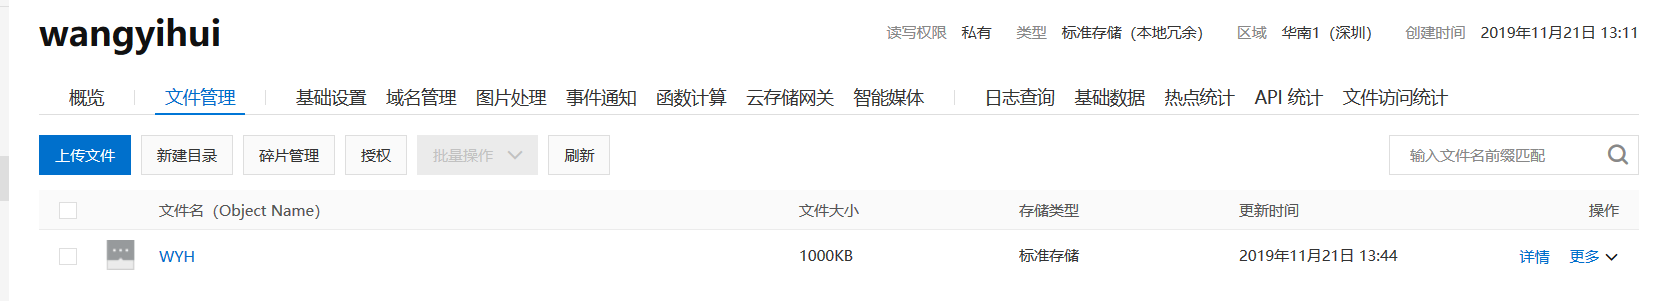 wangyihui 读写权限 私有 类型 标准存储（本地冗余） 区域 华南1（深圳） 创建时间 2019年11月21日 13:11
概览 文件管理 基础设置 域名管理 图片处理 事件通知 函数计算 云存储网关 智能媒体 日志查询 基础数据 热点统计 API 统计 文件访问统计
上传文件 新建目录 碎片管理 授权 批量操作 刷新 输入文件名前缀匹配
文件名（Object Name） 文件大小 存储类型 更新时间 操作
WYH 1000KB 标准存储 2019年11月21日 13:44 详情 更多